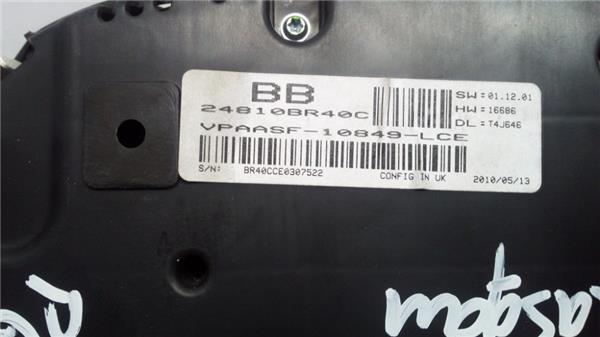 BB
24810BR40C
VPAASF-10849-LCE
SW:01.12.01
HW:16686
DL:T4J646
S/N: BR40CCE0307522 CONFIG IN UK 2010/05/13